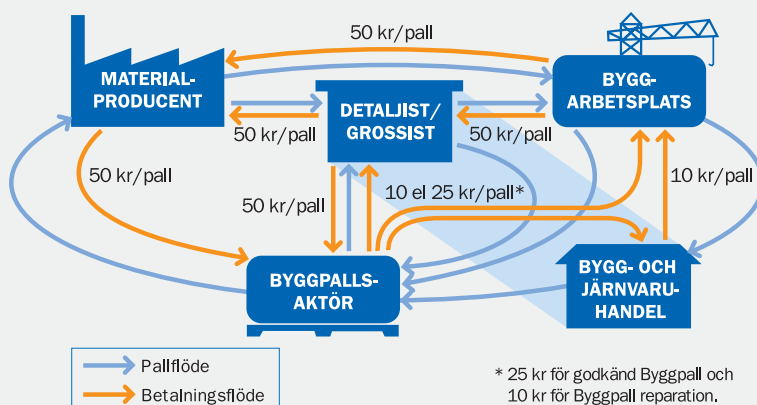 50 kr/pall
MATERIAL-
PRODUCENT
DETALJIST/
GROSSIST
BYGG-
ARBETSPLATS
50 kr/pall
50 kr/pall
50 kr/pall
50 kr/pall
10 el 25 kr/pall*
10 kr/pall
BYGGPALLS-
AKTÖR
BYGG- OCH
JÄRNVARU-
HANDEL
Pallflöde
Betalningsflöde
* 25 kr för godkänd Byggpall och
10 kr för Byggpall reparation.